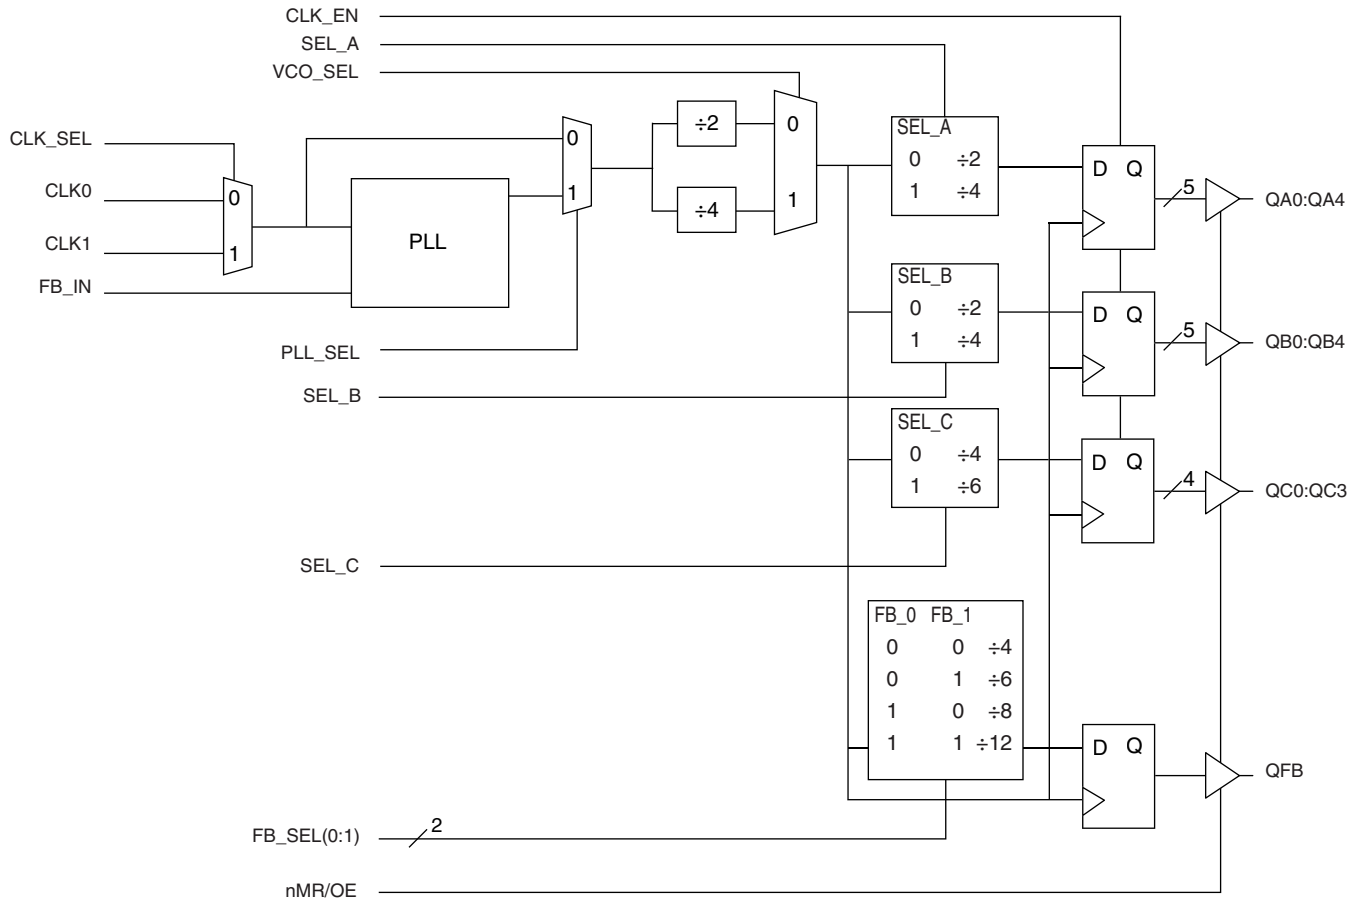 CLK_EN
SEL_A
VCO_SEL
CLK_SEL
CLK0
CLK1
FB_IN
0
1
PLL
0
1
PLL_SEL
÷2
÷4
0
1
SEL_A
0 ÷2
1 ÷4
D Q
5
QA0:QA4
SEL_B
0 ÷2
1 ÷4
D Q
5
QB0:QB4
SEL_B
SEL_C
0 ÷4
1 ÷6
D Q
4
QC0:QC3
SEL_C
FB_0 FB_1
0 0 ÷4
0 1 ÷6
1 0 ÷8
1 1 ÷12
D Q
QFB
FB_SEL(0:1)
2
nMR/OE